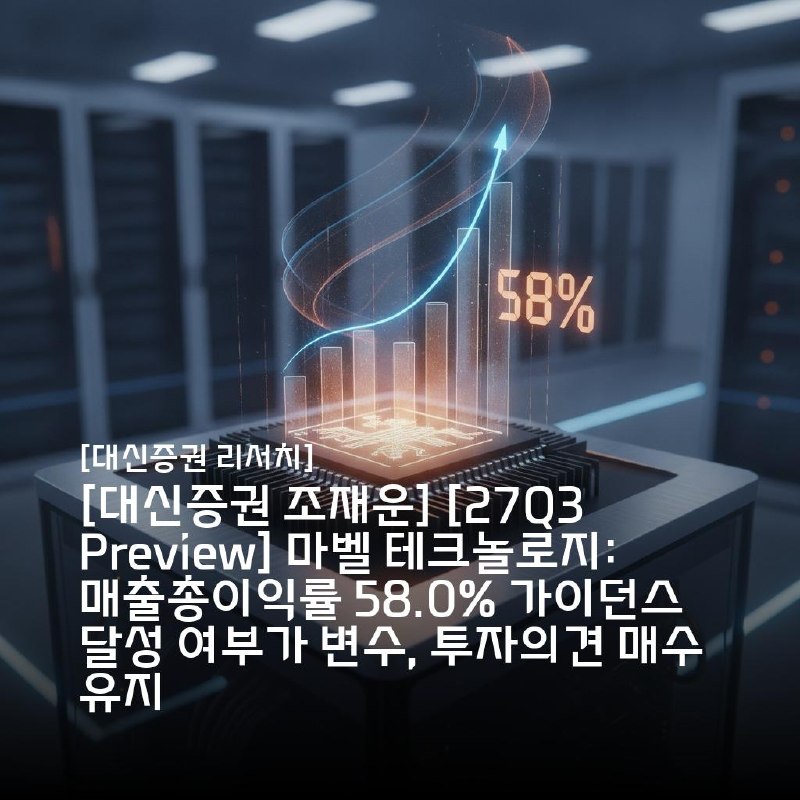 58%
[대신증권 리서치]
[대신증권 조재운] [27Q3
Preview] 마벨 테크놀로지:
매출총이익률 58.0% 가이던스
달성 여부가 변수, 투자의견 매수
유지